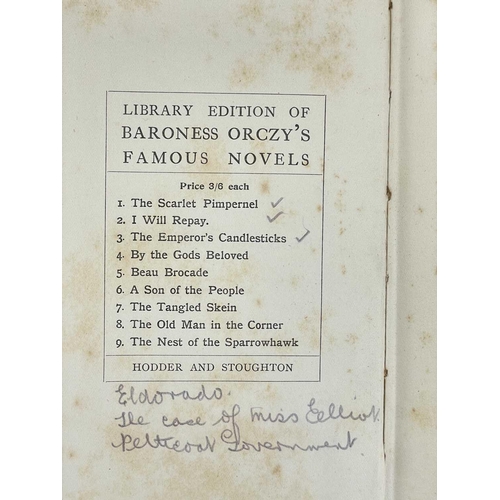 LIBRARY EDITION OF
BARONESS ORCZY'S
FAMOUS NOVELS
Price 3/6 each
1. The Scarlet Pimpernel ✓
2. I Will Repay. ✓
3. The Emperor's Candlesticks ✓
4. By the Gods Beloved
5. Beau Brocade
6. A Son of the People
7. The Tangled Skein
8. The Old Man in the Corner
9. The Nest of the Sparrowhawk
HODDER AND STOUGHTON
Eldorado.
The case of Miss Elliot.
Petticoat Government.